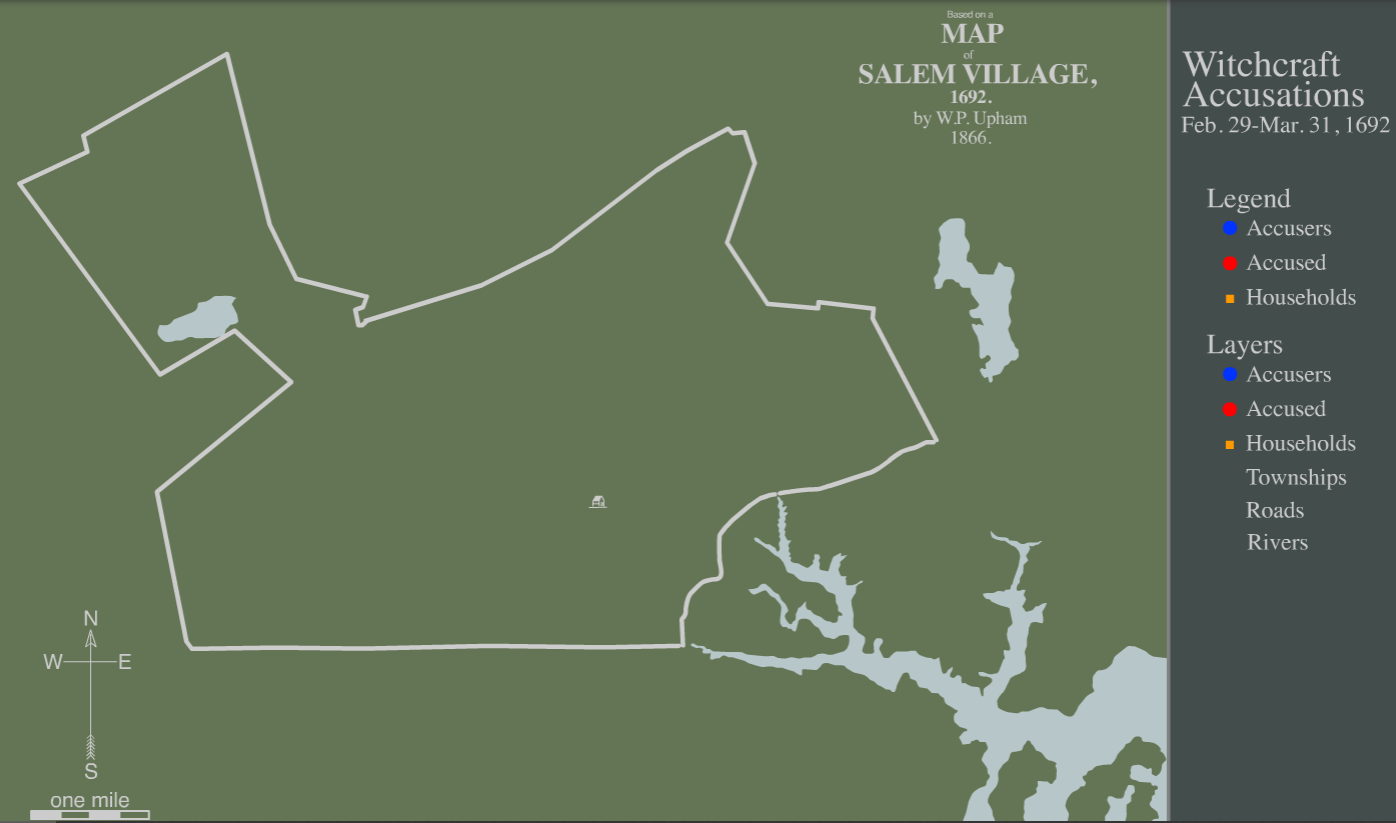 Based on a
MAP
of
SALEM VILLAGE,
1692.
by W.P. Upham
1866.
Witchcraft
Accusations
Feb. 29-Mar. 31, 1692
Legend
Accusers
Accused
Households
Layers
Accusers
Accused
Households
Townships
Roads
Rivers
N
W E
S
one mile